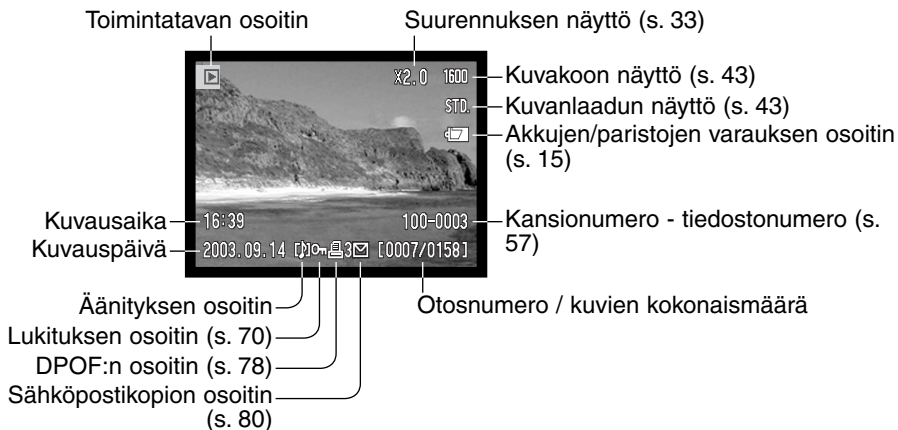 Toimintatavan osoitin
Suurennuksen näyttö (s. 33)
X2.0 1600
Kuvakoon näyttö (s. 43)
STD.
Kuvanlaadun näyttö (s. 43)
Akkujen/paristojen varauksen osoitin
(s. 15)
Kuvausaika
16:39
100-0003
Kansionumero - tiedostonumero (s.
57)
Kuvauspäivä
2003.09.14
3
[0007/0158]
Äänityksen osoitin
Otosnumero / kuvien kokonaismäärä
Lukituksen osoitin (s. 70)
DPOF:n osoitin (s. 78)
Sähköpostikopion osoitin
(s. 80)